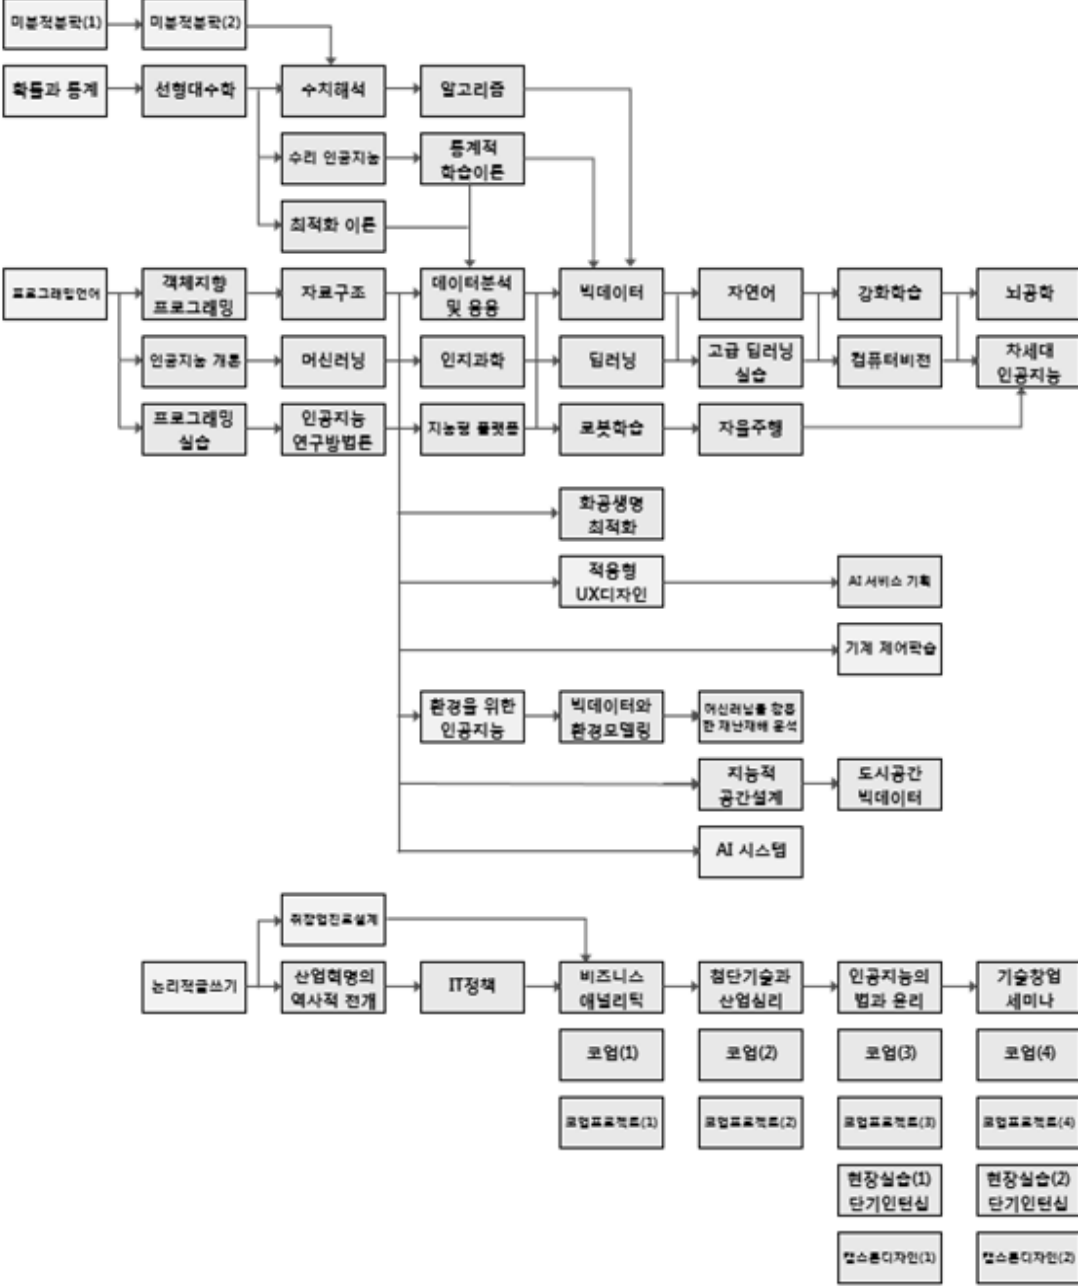 미분적분학(1)
미분적분학(2)
확률과 통계
선형대수학
수치해석
알고리즘
수리 인공지능
통계적
학습이론
최적화 이론
프로그래밍언어
객체지향
프로그래밍
자료구조
데이터분석
및 응용
빅데이터
자연어
강화학습
뇌공학
인공지능 개론
머신러닝
인지과학
딥러닝
고급 딥러닝
실습
컴퓨터비전
차세대
인공지능
프로그래밍
실습
인공지능
연구방법론
지능형 플랫폼
로봇학습
자율주행
화공생명
최적화
적응형
UX디자인
AI 서비스 기획
기계 제어학습
환경을 위한
인공지능
빅데이터와
환경모델링
머신러닝를 활용
한 재난재해 분석
지능적
공간설계
도시공간
빅데이터
AI 시스템
취창업진로설계
논리적글쓰기
산업혁명의
역사적 전개
IT정책
비즈니스
애널리틱
첨단기술과
산업심리
인공지능의
법과 윤리
기술창업
세미나
코업(1)
코업(2)
코업(3)
코업(4)
코업프로젝트(1)
코업프로젝트(2)
코업프로젝트(3)
코업프로젝트(4)
현장실습(1)
단기인턴십
현장실습(2)
단기인턴십
캡스톤디자인(1)
캡스톤디자인(2)